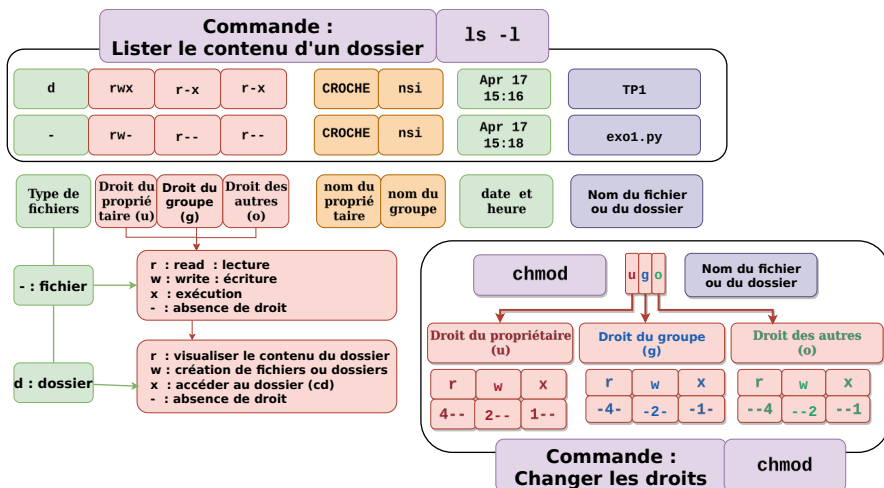 Commande :
Lister le contenu d'un dossier
ls -l
d rwx r-x r-x CROCHE nsi Apr 17 15:16 TP1
- rw- r-- r-- CROCHE nsi Apr 17 15:18 exo1.py
Type de
fichiers
Droit du
proprié
taire (u)
Droit du
groupe
(g)
Droit des
autres
(o)
nom du
proprié
taire
nom du
groupe
date et
heure
Nom du fichier
ou du dossier
- : fichier
r : read : lecture
w : write : écriture
x : exécution
- : absence de droit
d : dossier
r : visualiser le contenu du dossier
w : création de fichiers ou dossiers
x : accéder au dossier (cd)
- : absence de droit
chmod
u g o
Nom du fichier
ou du dossier
Droit du propriétaire
(u)
Droit du groupe
(g)
Droit des autres
(o)
r w x
4-- 2-- 1--
r w x
-4- -2- -1-
r w x
--4 --2 --1
Commande :
Changer les droits
chmod